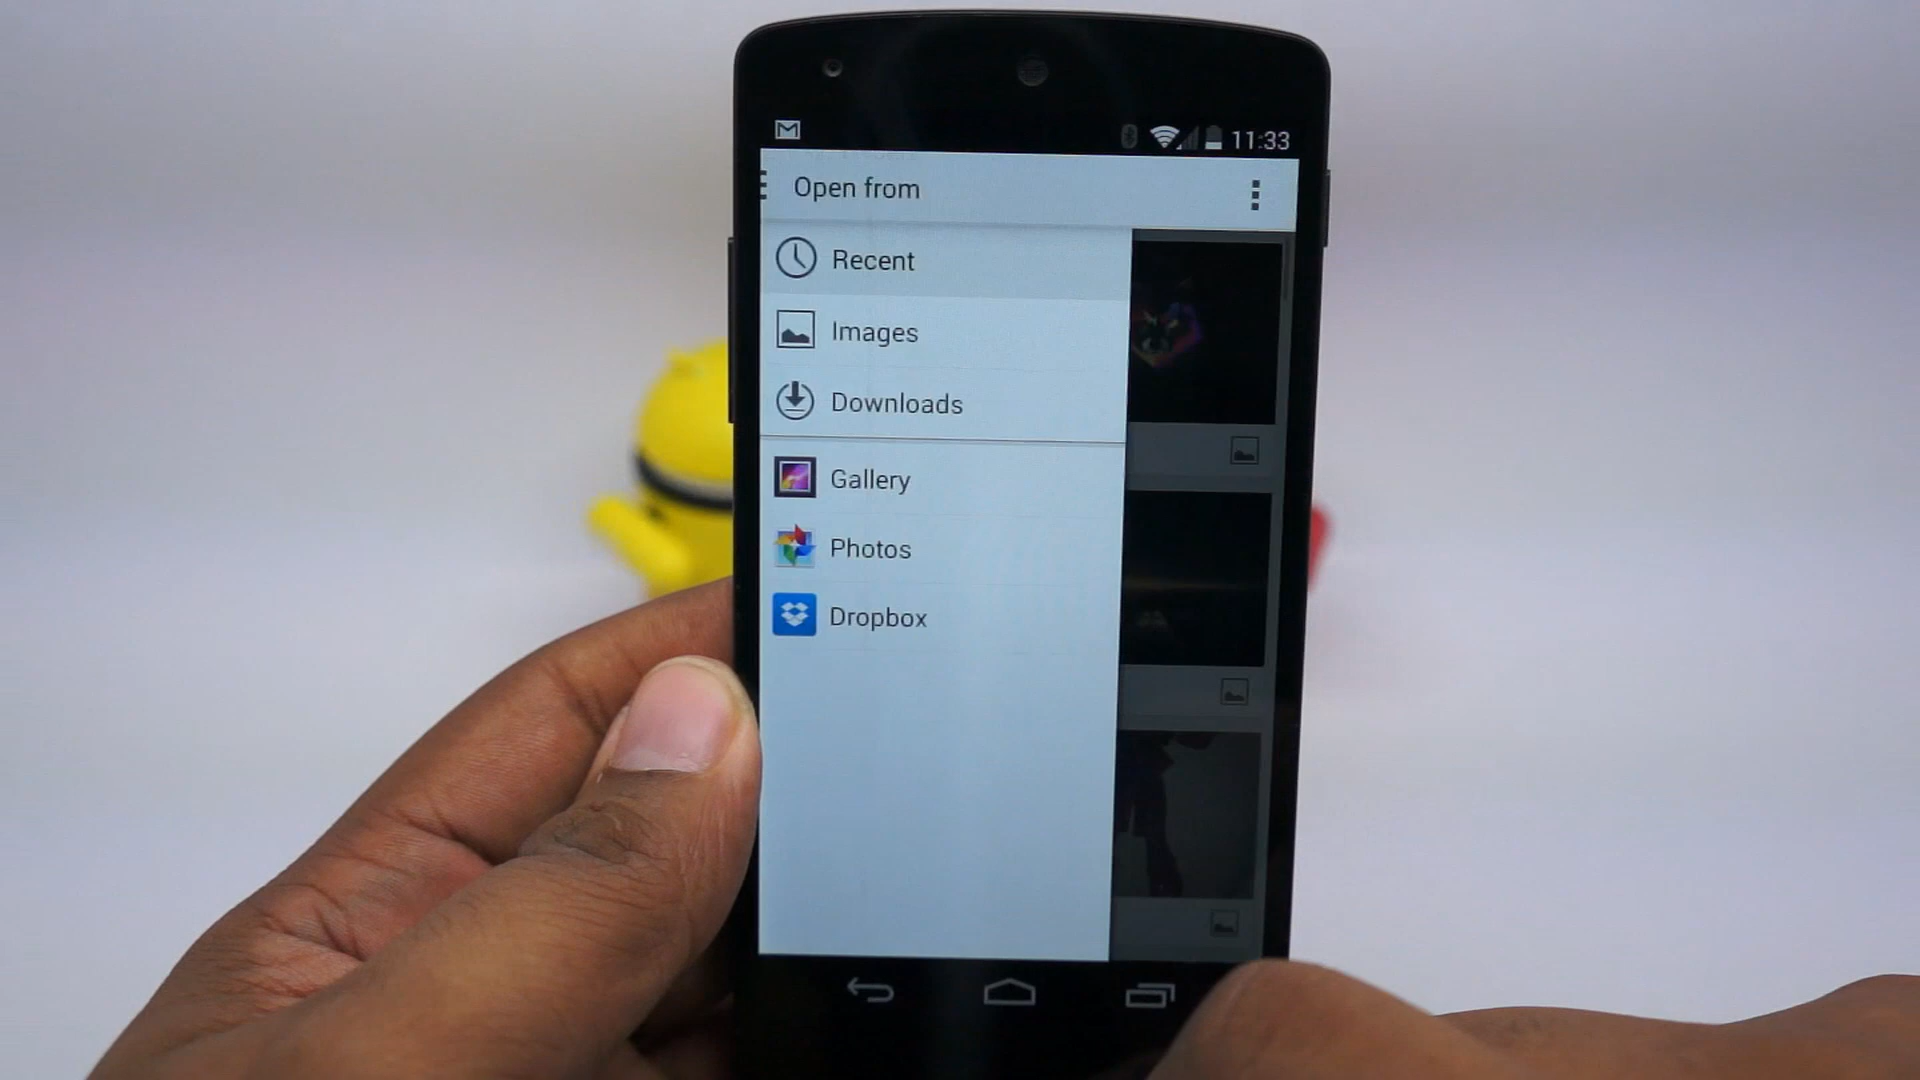 11:33
Open from
Recent
Images
Downloads
Gallery
Photos
Dropbox